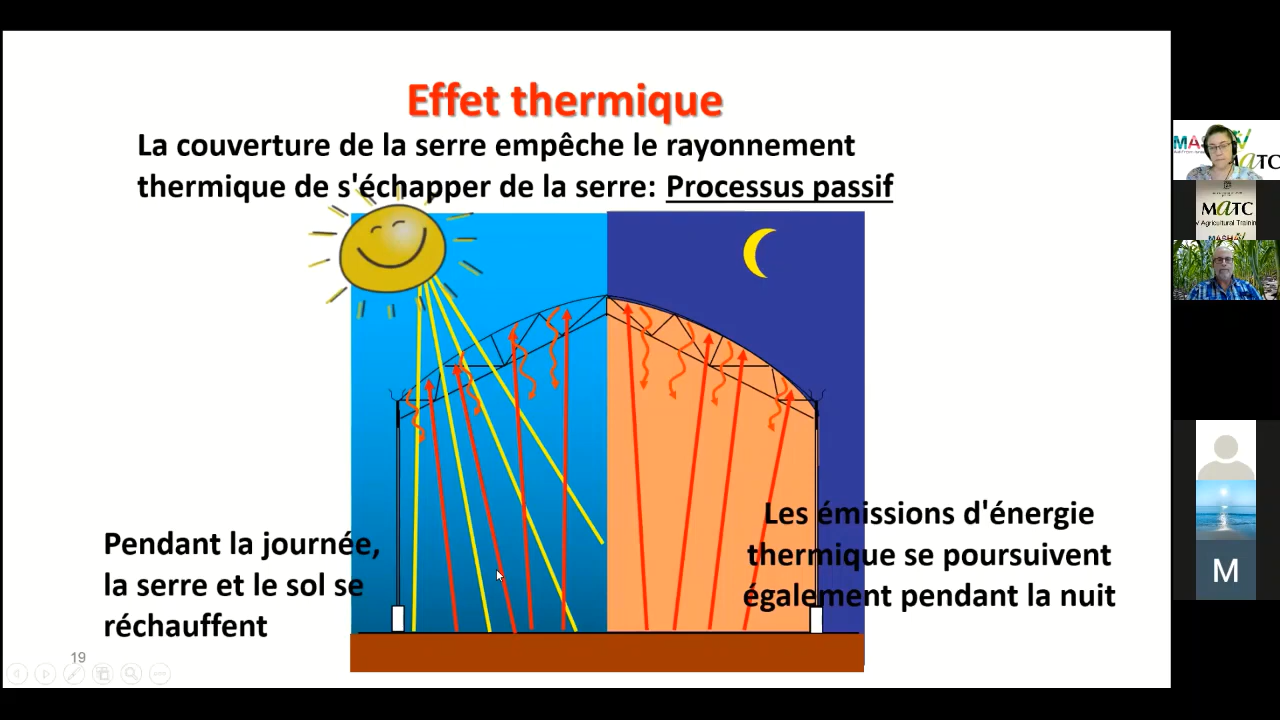 Effet thermique
La couverture de la serre empêche le rayonnement
thermique de s'échapper de la serre: Processus passif
Pendant la journée,
la serre et le sol se
réchauffent
Les émissions d'énergie
thermique se poursuivent
également pendant la nuit
19
MATC
MASHAV
M